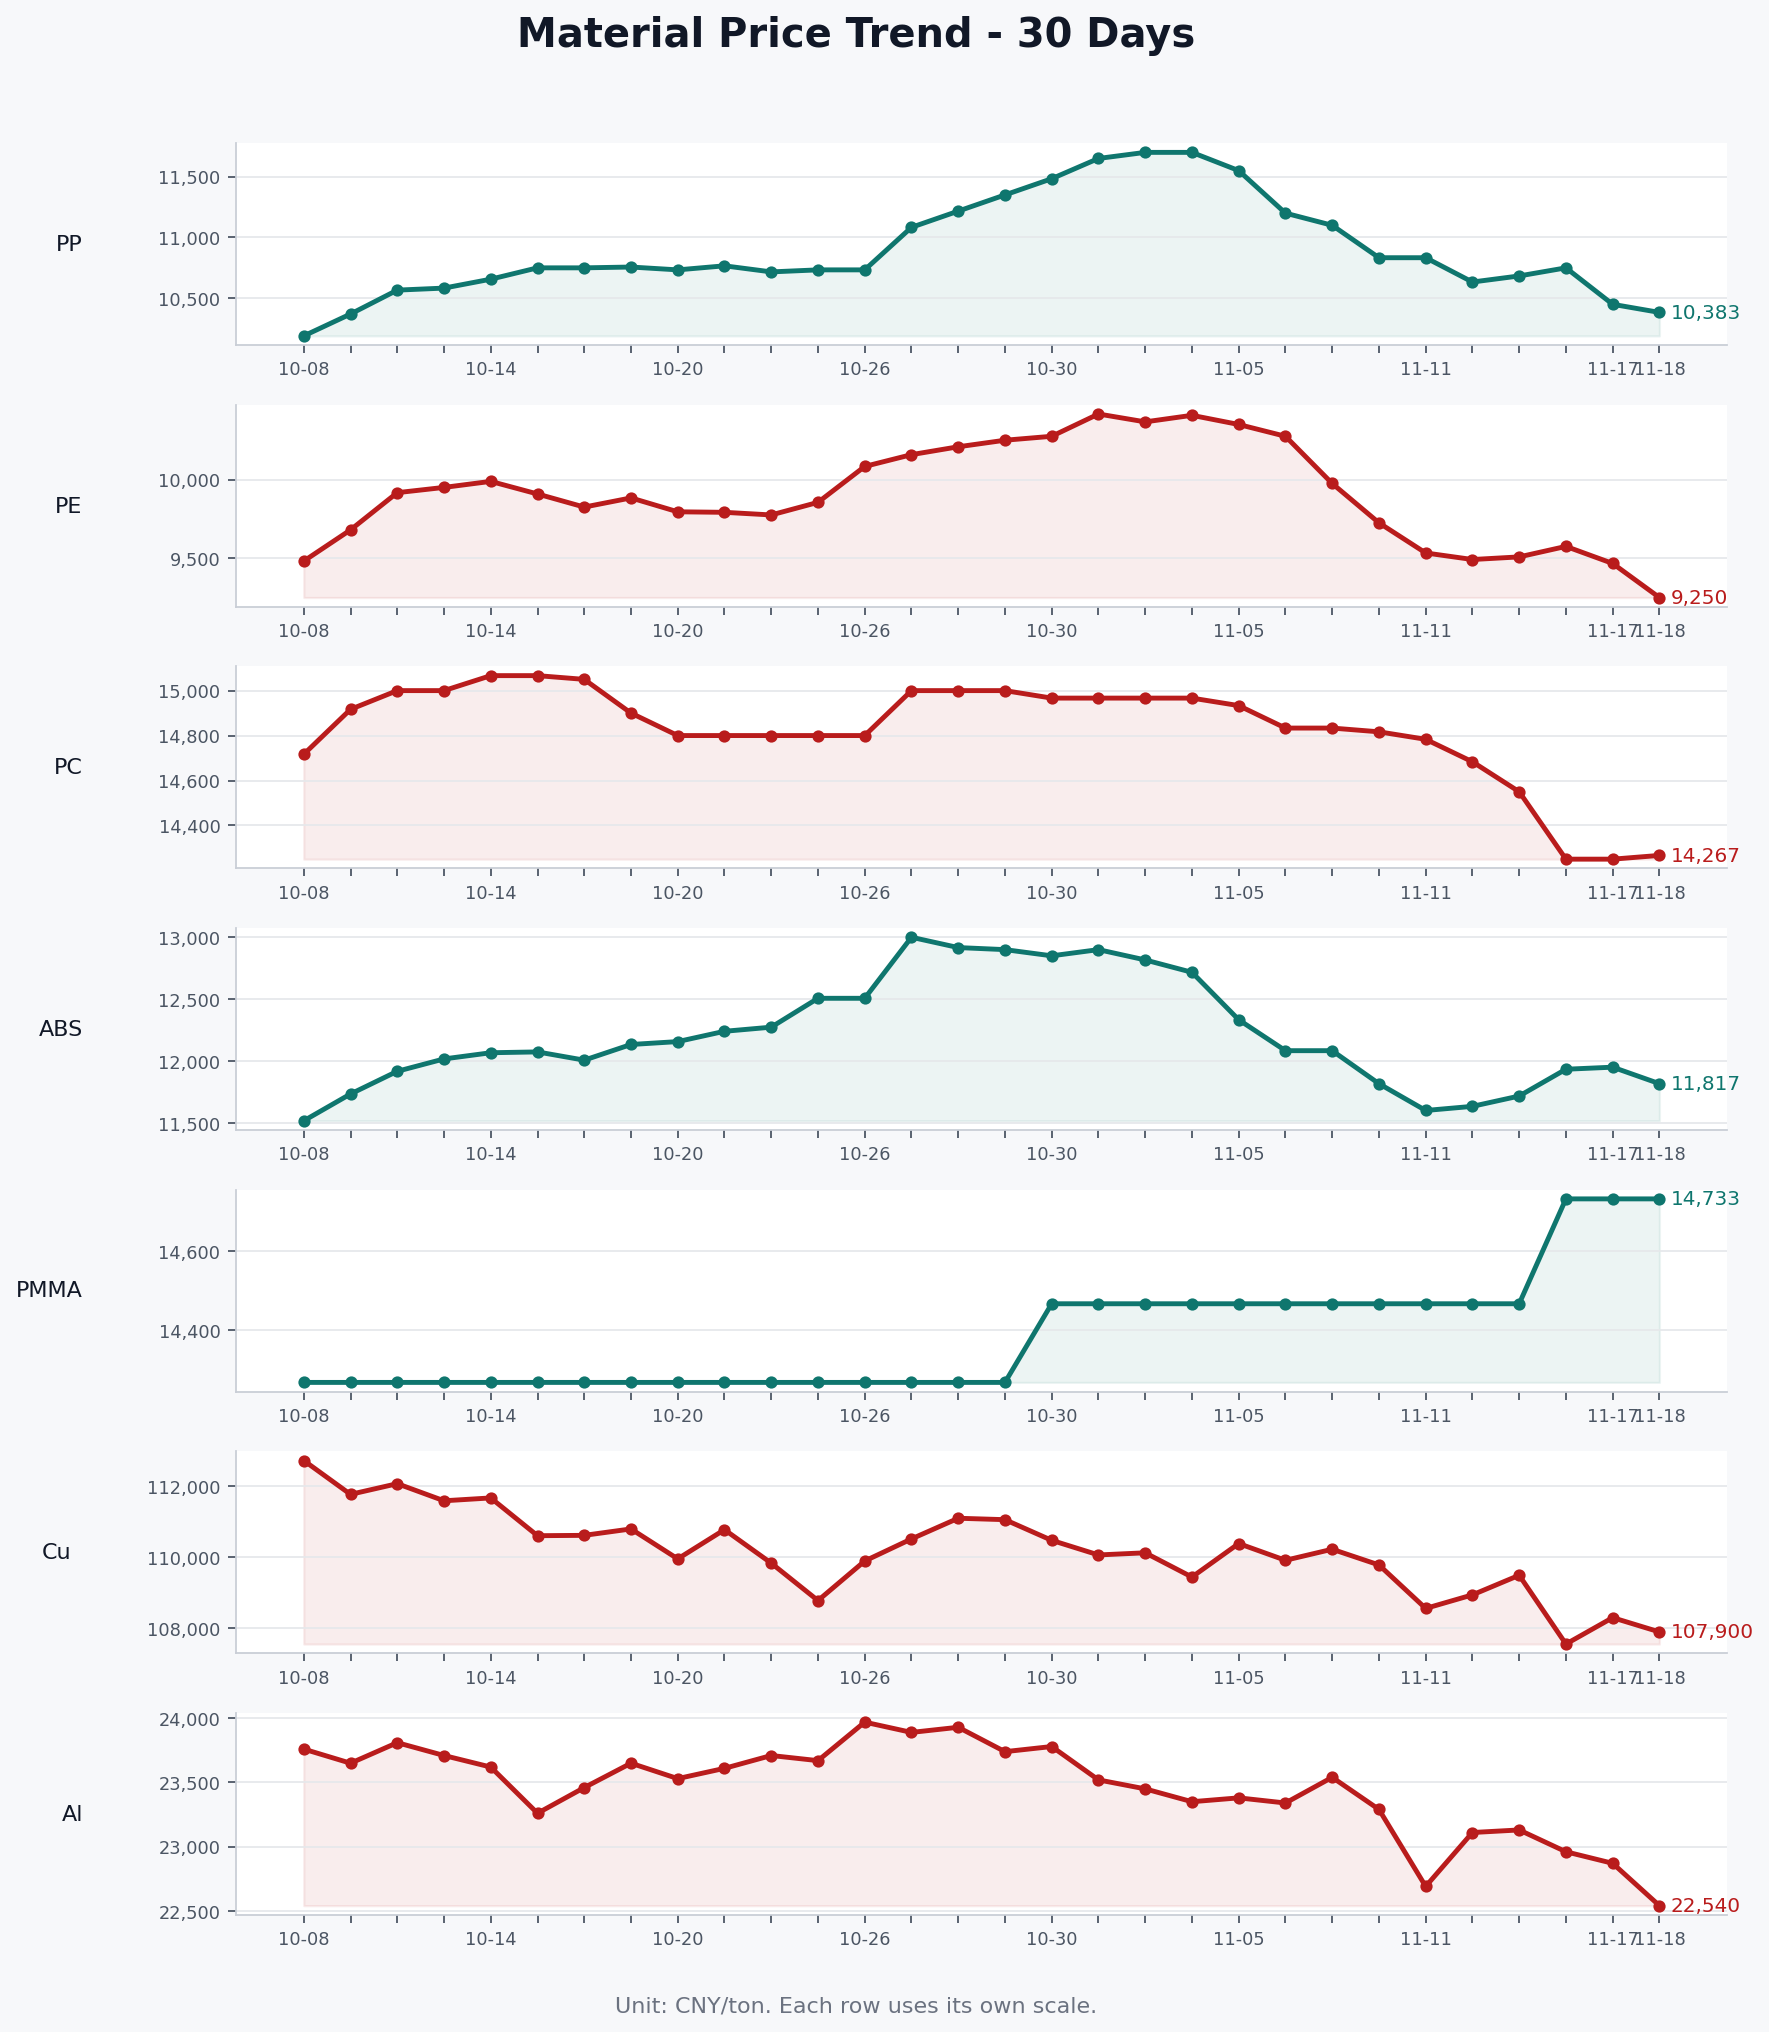 Material Price Trend - 30 Days
11,500
11,000
PP
10,500
10,383
10-08 10-14 10-20 10-26 10-30 11-05 11-11 11-17 11-18
10,000
PE
9,500
9,250
10-08 10-14 10-20 10-26 10-30 11-05 11-11 11-17 11-18
15,000
14,800
PC
14,600
14,400
14,267
10-08 10-14 10-20 10-26 10-30 11-05 11-11 11-17 11-18
13,000
12,500
ABS
12,000
11,817
11,500
10-08 10-14 10-20 10-26 10-30 11-05 11-11 11-17 11-18
14,733
14,600
PMMA
14,400
10-08 10-14 10-20 10-26 10-30 11-05 11-11 11-17 11-18
112,000
Cu
110,000
108,000
107,900
10-08 10-14 10-20 10-26 10-30 11-05 11-11 11-17 11-18
24,000
23,500
Al
23,000
22,500
22,540
10-08 10-14 10-20 10-26 10-30 11-05 11-11 11-17 11-18
Unit: CNY/ton. Each row uses its own scale.